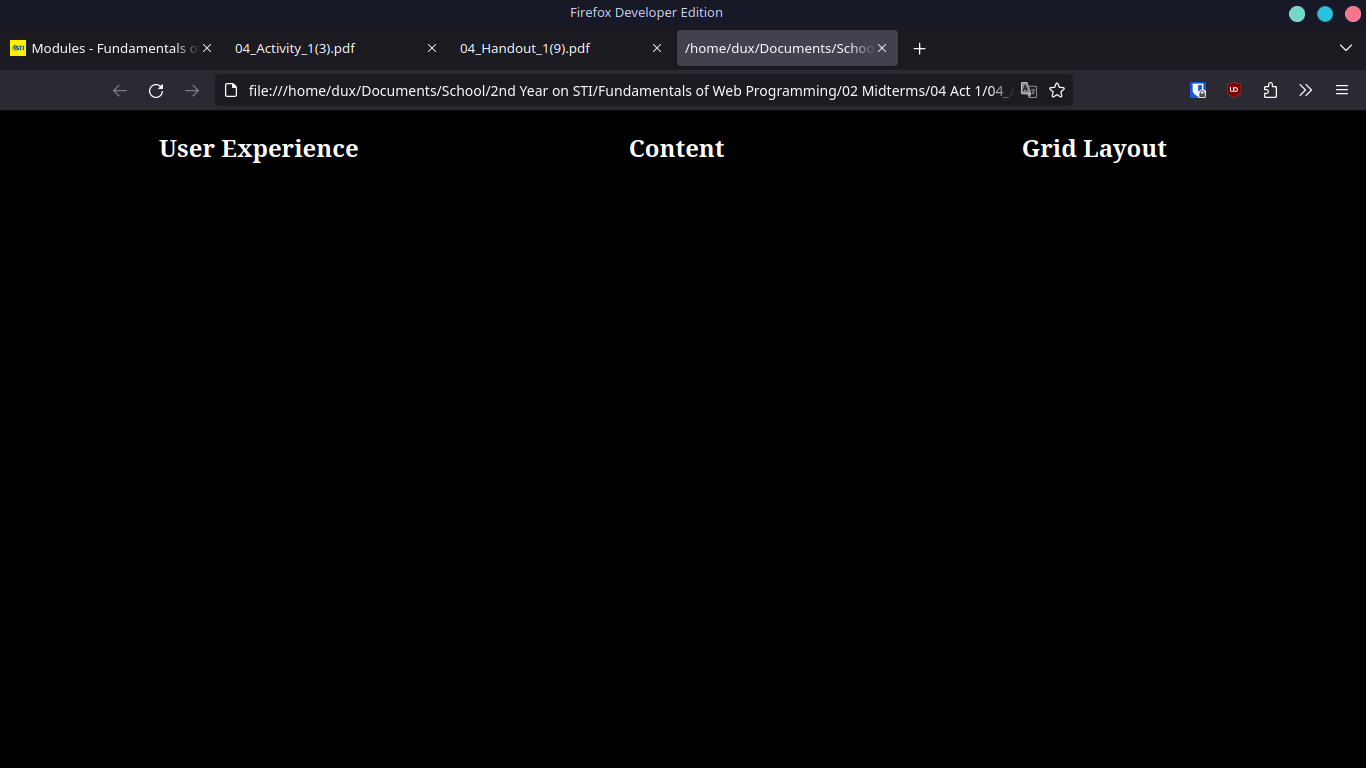 Firefox Developer Edition
Modules - Fundamentals o
04_Activity_1(3).pdf
04_Handout_1(9).pdf
/home/dux/Documents/Schoo
file:///home/dux/Documents/School/2nd Year on STI/Fundamentals of Web Programming/02 Midterms/04 Act 1/04_
User Experience
Content
Grid Layout